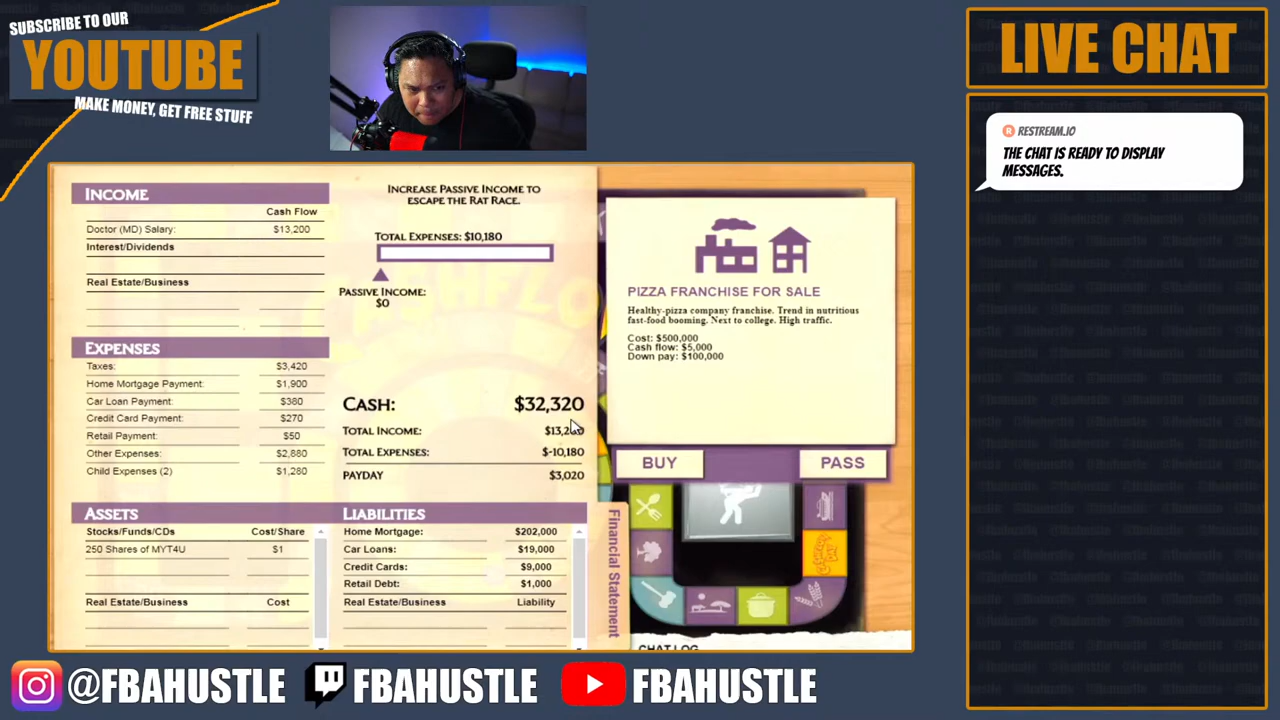 SUBSCRIBE TO OUR
YOUTUBE
MAKE MONEY, GET FREE STUFF
LIVE CHAT
RESTREAM.IO
THE CHAT IS READY TO DISPLAY
MESSAGES.
INCOME
Cash Flow
Doctor (MD) Salary: $13,200
Interest/Dividends
Real Estate/Business
INCREASE PASSIVE INCOME TO
ESCAPE THE RAT RACE.
TOTAL EXPENSES: $10,180
PASSIVE INCOME:
$0
EXPENSES
Taxes: $3,420
Home Mortgage Payment: $1,900
Car Loan Payment: $380
Credit Card Payment: $270
Retail Payment: $50
Other Expenses: $2,880
Child Expenses (2) $1,280
CASH: $32,320
TOTAL INCOME:
TOTAL EXPENSES: $-10,180
PAYDAY $3,020
ASSETS
Stocks/Funds/CDs Cost/Share
250 Shares of MYT4U $1
Real Estate/Business Cost
LIABILITIES
Home Mortgage: $202,000
Car Loans: $19,000
Credit Cards: $9,000
Retail Debt: $1,000
Real Estate/Business Liability
Financial Statement
PIZZA FRANCHISE FOR SALE
Healthy-pizza company franchise. Trend in nutritious
fast-food booming. Next to college. High traffic.
Cost: $500,000
Cash flow: $5,000
Down pay: $100,000
BUY PASS
CHAT LOG
@FBAHUSTLE FBAHUSTLE FBAHUSTLE